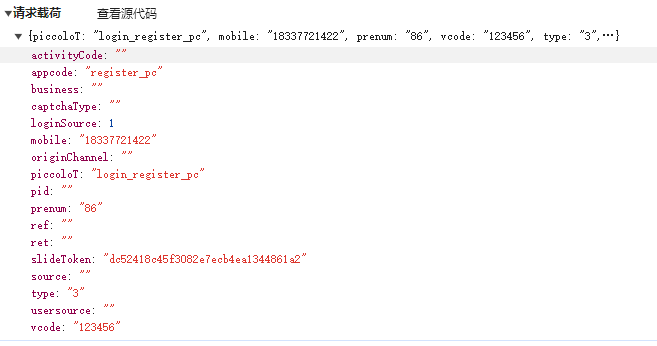 ▼请求载荷 查看源代码
▼ {piccoloT: "login_register_pc", mobile: "18337721422", prenum: "86", vcode: "123456", type: "3",…}
activityCode: ""
appcode: "register_pc"
business: ""
captchaType: ""
loginSource: 1
mobile: "18337721422"
originChannel: ""
piccoloT: "login_register_pc"
pid: ""
prenum: "86"
ref: ""
ret: ""
slideToken: "dc52418c45f3082e7ecb4ea1344861a2"
source: ""
type: "3"
usersource: ""
vcode: "123456"